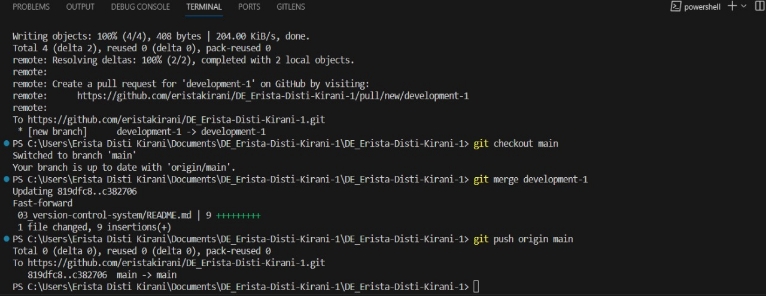 PROBLEMS OUTPUT DEBUG CONSOLE TERMINAL PORTS GITLENS powershell
Writing objects: 100% (4/4), 408 bytes | 204.00 KiB/s, done.
Total 4 (delta 2), reused 0 (delta 0), pack-reused 0
remote: Resolving deltas: 100% (2/2), completed with 2 local objects.
remote:
remote: Create a pull request for 'development-1' on GitHub by visiting:
remote:      https://github.com/eristakirani/DE_Erista-Disti-Kirani-1/pull/new/development-1
remote:
To https://github.com/eristakirani/DE_Erista-Disti-Kirani-1.git
 * [new branch]      development-1 -> development-1
PS C:\Users\Erista Disti Kirani\Documents\DE_Erista-Disti-Kirani-1\DE_Erista-Disti-Kirani-1> git checkout main
Switched to branch 'main'
Your branch is up to date with 'origin/main'.
PS C:\Users\Erista Disti Kirani\Documents\DE_Erista-Disti-Kirani-1\DE_Erista-Disti-Kirani-1> git merge development-1
Updating 819dfc8..c382706
Fast-forward
 03_version-control-system/README.md | 9 +++++++++
 1 file changed, 9 insertions(+)
PS C:\Users\Erista Disti Kirani\Documents\DE_Erista-Disti-Kirani-1\DE_Erista-Disti-Kirani-1> git push origin main
Total 0 (delta 0), reused 0 (delta 0), pack-reused 0
To https://github.com/eristakirani/DE_Erista-Disti-Kirani-1.git
   819dfc8..c382706  main -> main
PS C:\Users\Erista Disti Kirani\Documents\DE_Erista-Disti-Kirani-1\DE_Erista-Disti-Kirani-1>